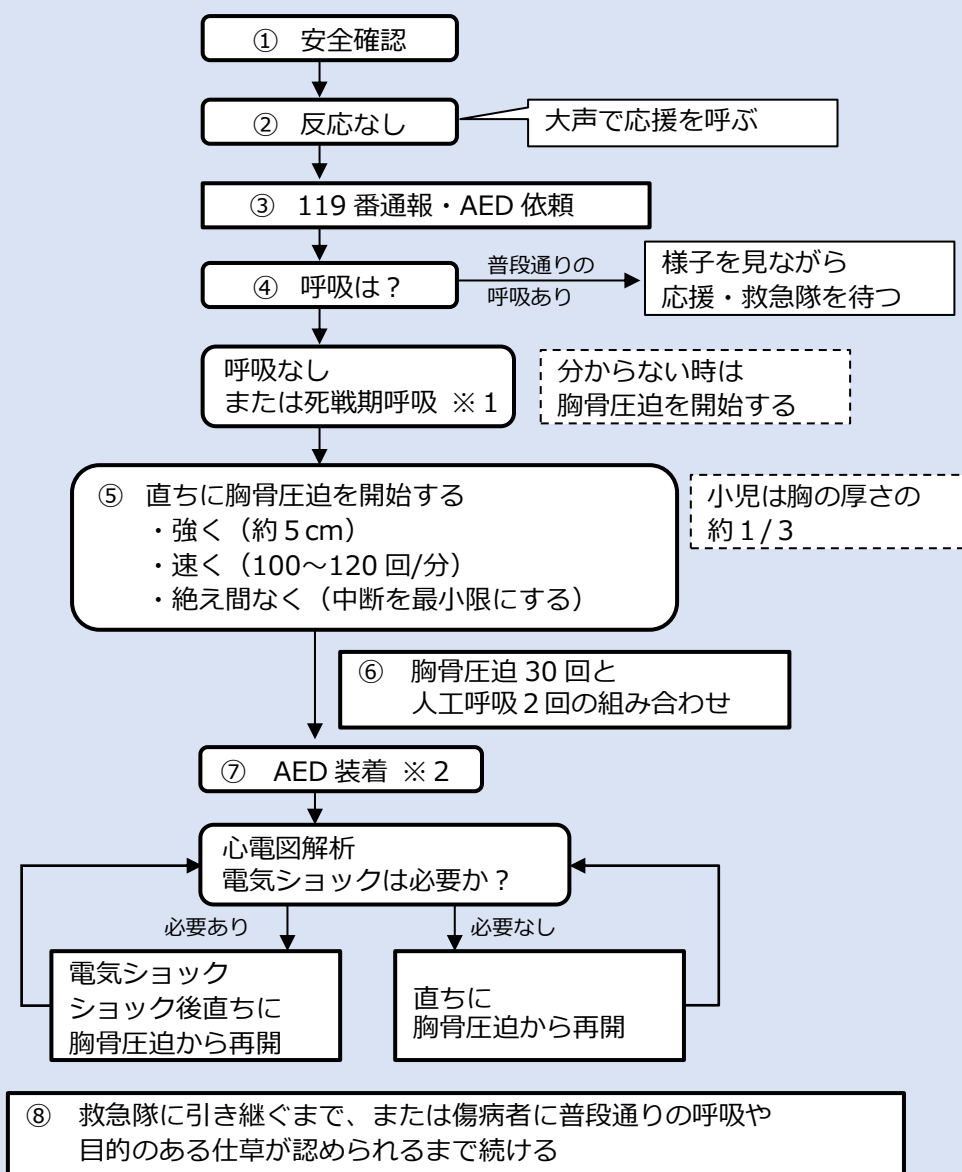 ① 安全確認
② 反応なし
大声で応援を呼ぶ
③ 119 番通報・AED 依頼
④ 呼吸は？
普段通りの
呼吸あり
様子を見ながら
応援・救急隊を待つ
呼吸なし
または死戦期呼吸 ※１
分からない時は
胸骨圧迫を開始する
⑤ 直ちに胸骨圧迫を開始する
・強く（約５cm）
・速く（100～120 回/分）
・絶え間なく（中断を最小限にする）
小児は胸の厚さの
約１/３
⑥ 胸骨圧迫 30 回と
人工呼吸２回の組み合わせ
⑦ AED 装着 ※２
心電図解析
電気ショックは必要か？
必要あり
必要なし
電気ショック
ショック後直ちに
胸骨圧迫から再開
直ちに
胸骨圧迫から再開
⑧ 救急隊に引き継ぐまで、または傷病者に普段通りの呼吸や
目的のある仕草が認められるまで続ける